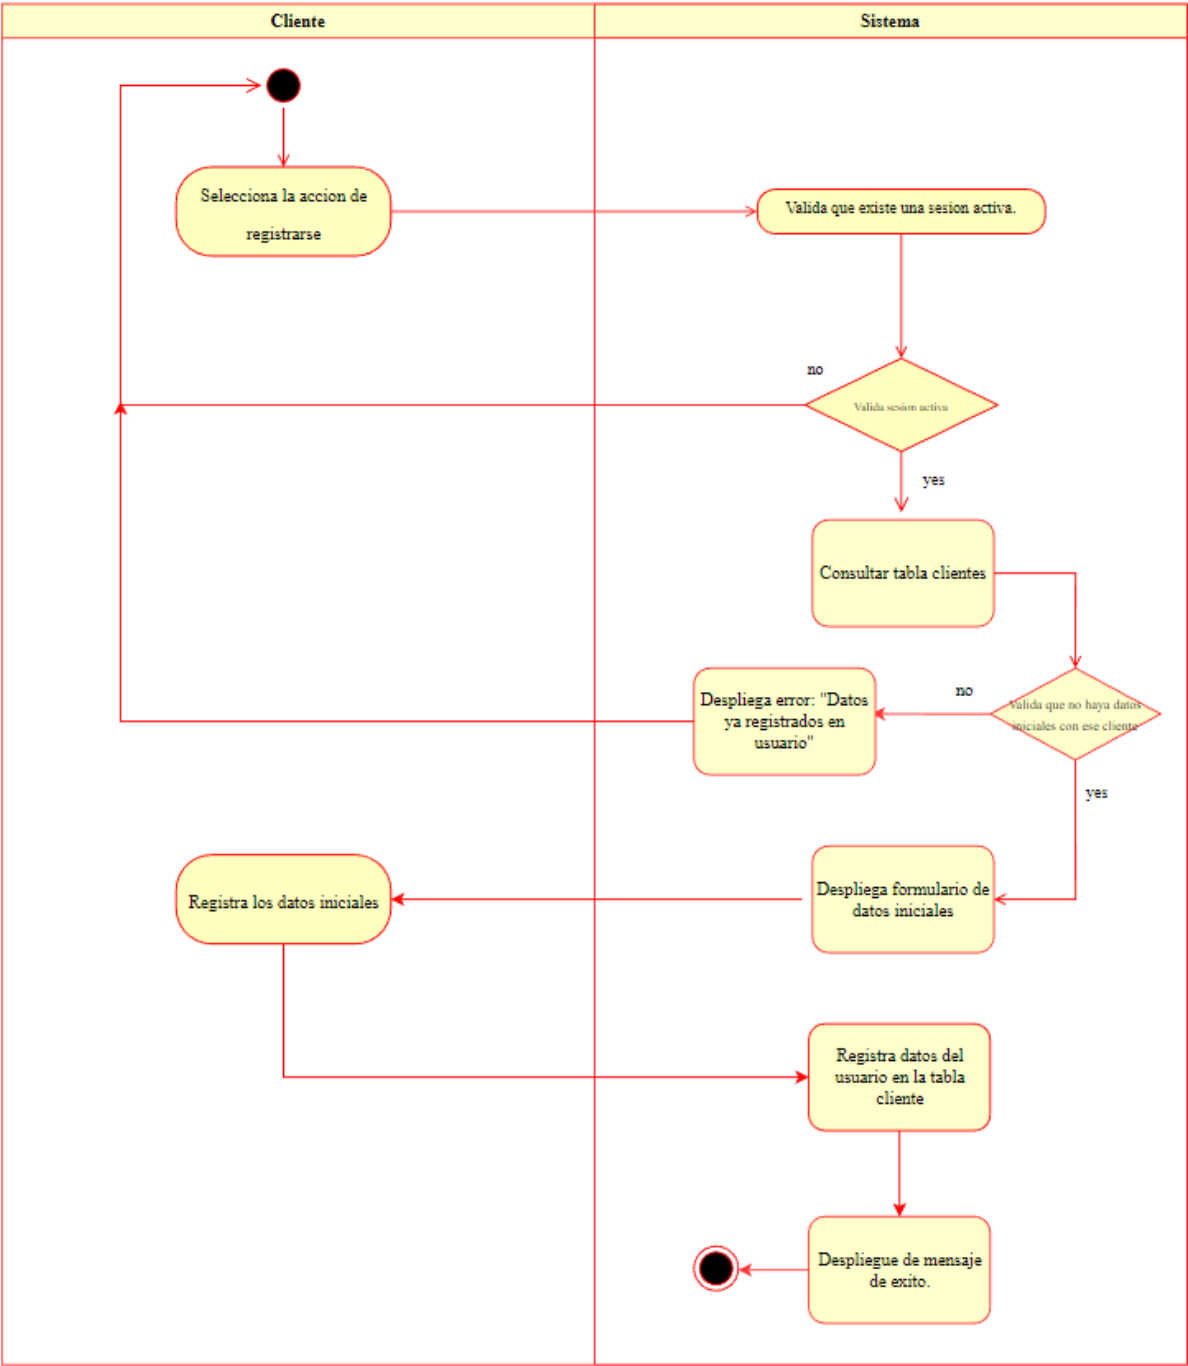 Cliente
Sistema
Selecciona la accion de
registrarse
Valida que existe una sesion activa.
no
Valida sesion activa
yes
Consultar tabla clientes
no
Valida que no haya datos
iniciales con ese cliente
Despliega error: "Datos
ya registrados en
usuario"
yes
Despliega formulario de
datos iniciales
Registra los datos iniciales
Registra datos del
usuario en la tabla
cliente
Despliegue de mensaje
de exito.